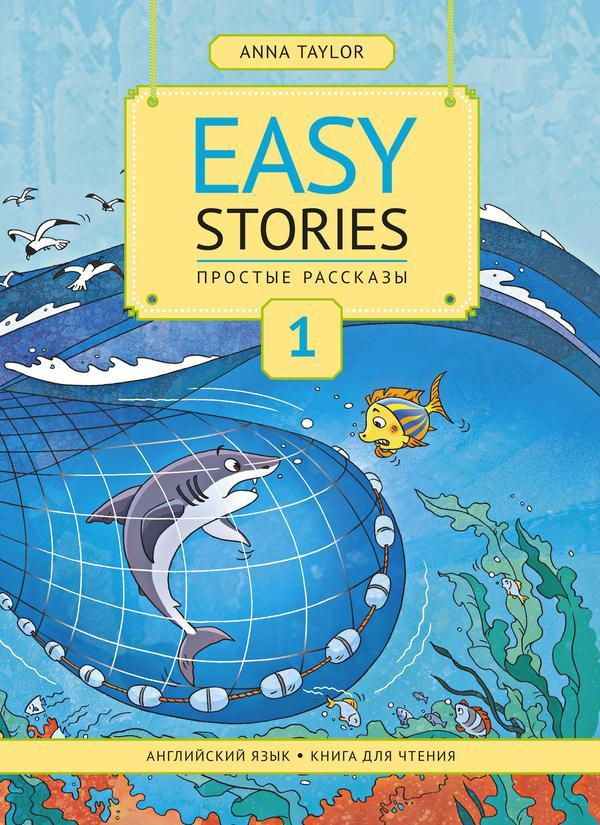 ANNA TAYLOR
EASY
STORIES
ПРОСТЫЕ РАССКАЗЫ
1
АНГЛИЙСКИЙ ЯЗЫК • КНИГА ДЛЯ ЧТЕНИЯ